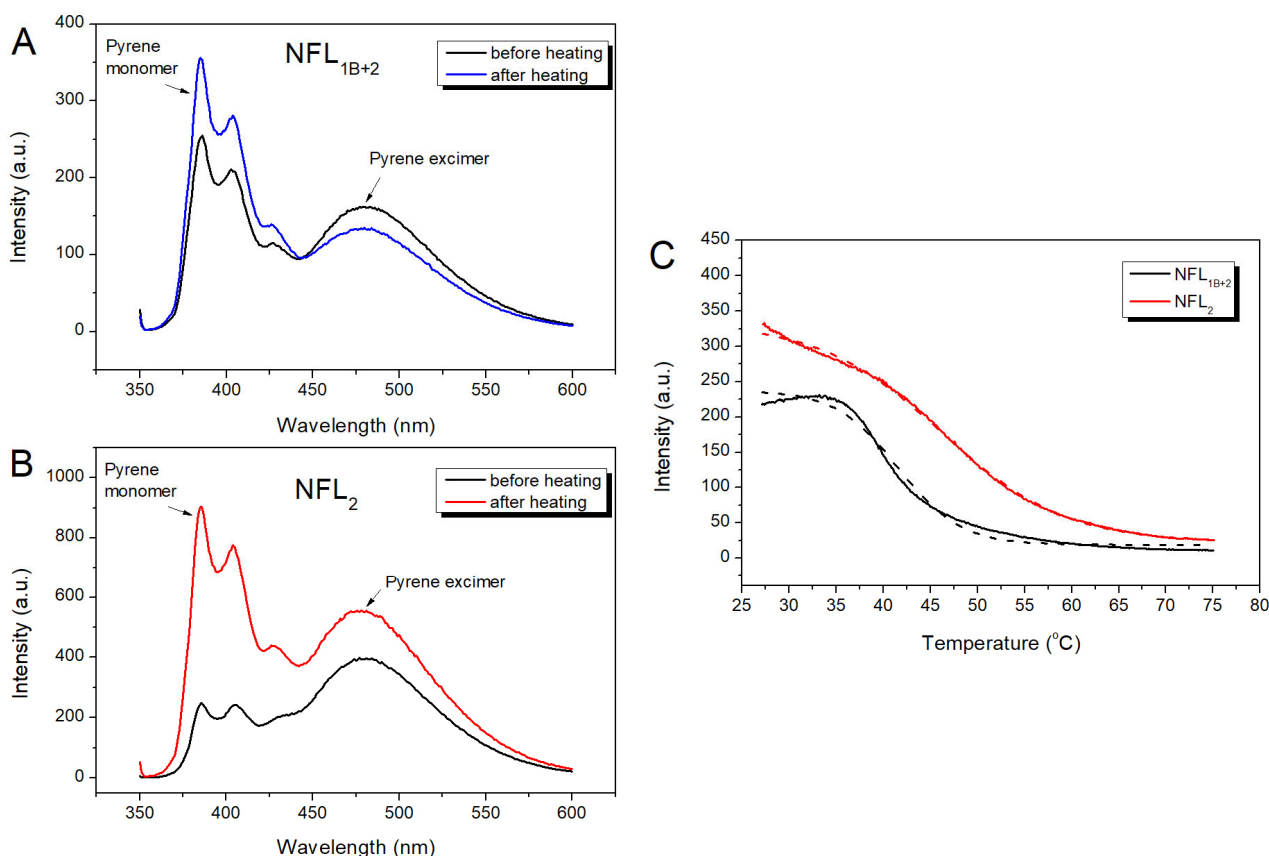 A
NFL1B+2
before heating
after heating
Pyrene
monomer
Pyrene excimer
400
300
200
100
0
Intensity (a.u.)
350 400 450 500 550 600
Wavelength (nm)
B
NFL2
before heating
after heating
Pyrene
monomer
Pyrene excimer
1000
800
600
400
200
0
Intensity (a.u.)
350 400 450 500 550 600
Wavelength (nm)
C
NFL1B+2
NFL2
450
400
350
300
250
200
150
100
50
0
Intensity (a.u.)
25 30 35 40 45 50 55 60 65 70 75 80
Temperature (°C)